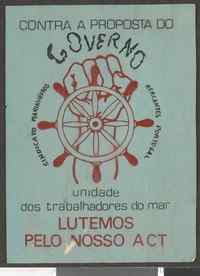 CONTRA A PROPOSTA DO
GOVERNO
SINDICATO MARINHEIROS
MERCANTES PORTUGAL
unidade
dos trabalhadores do mar
LUTEMOS
PELO NOSSO ACT